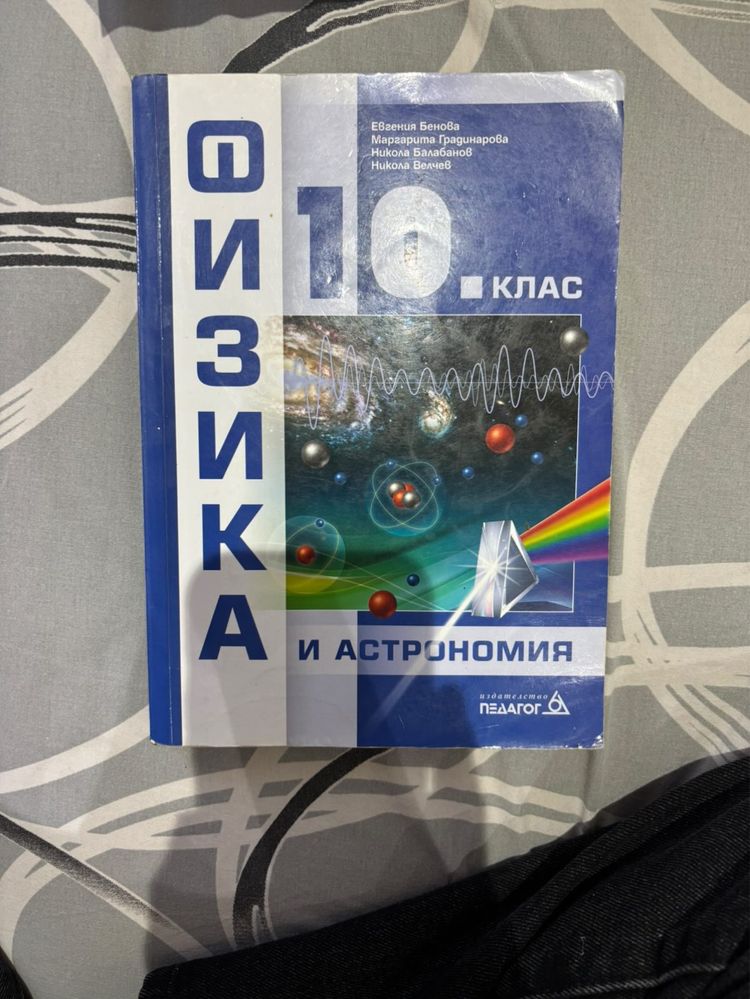 Евгения Бенова
Маргарита Градинарова
Никола Балабанов
Никола Велчев
ФИЗИКА
10. КЛАС
И АСТРОНОМИЯ
издателство
ПЕДАГОГ 6